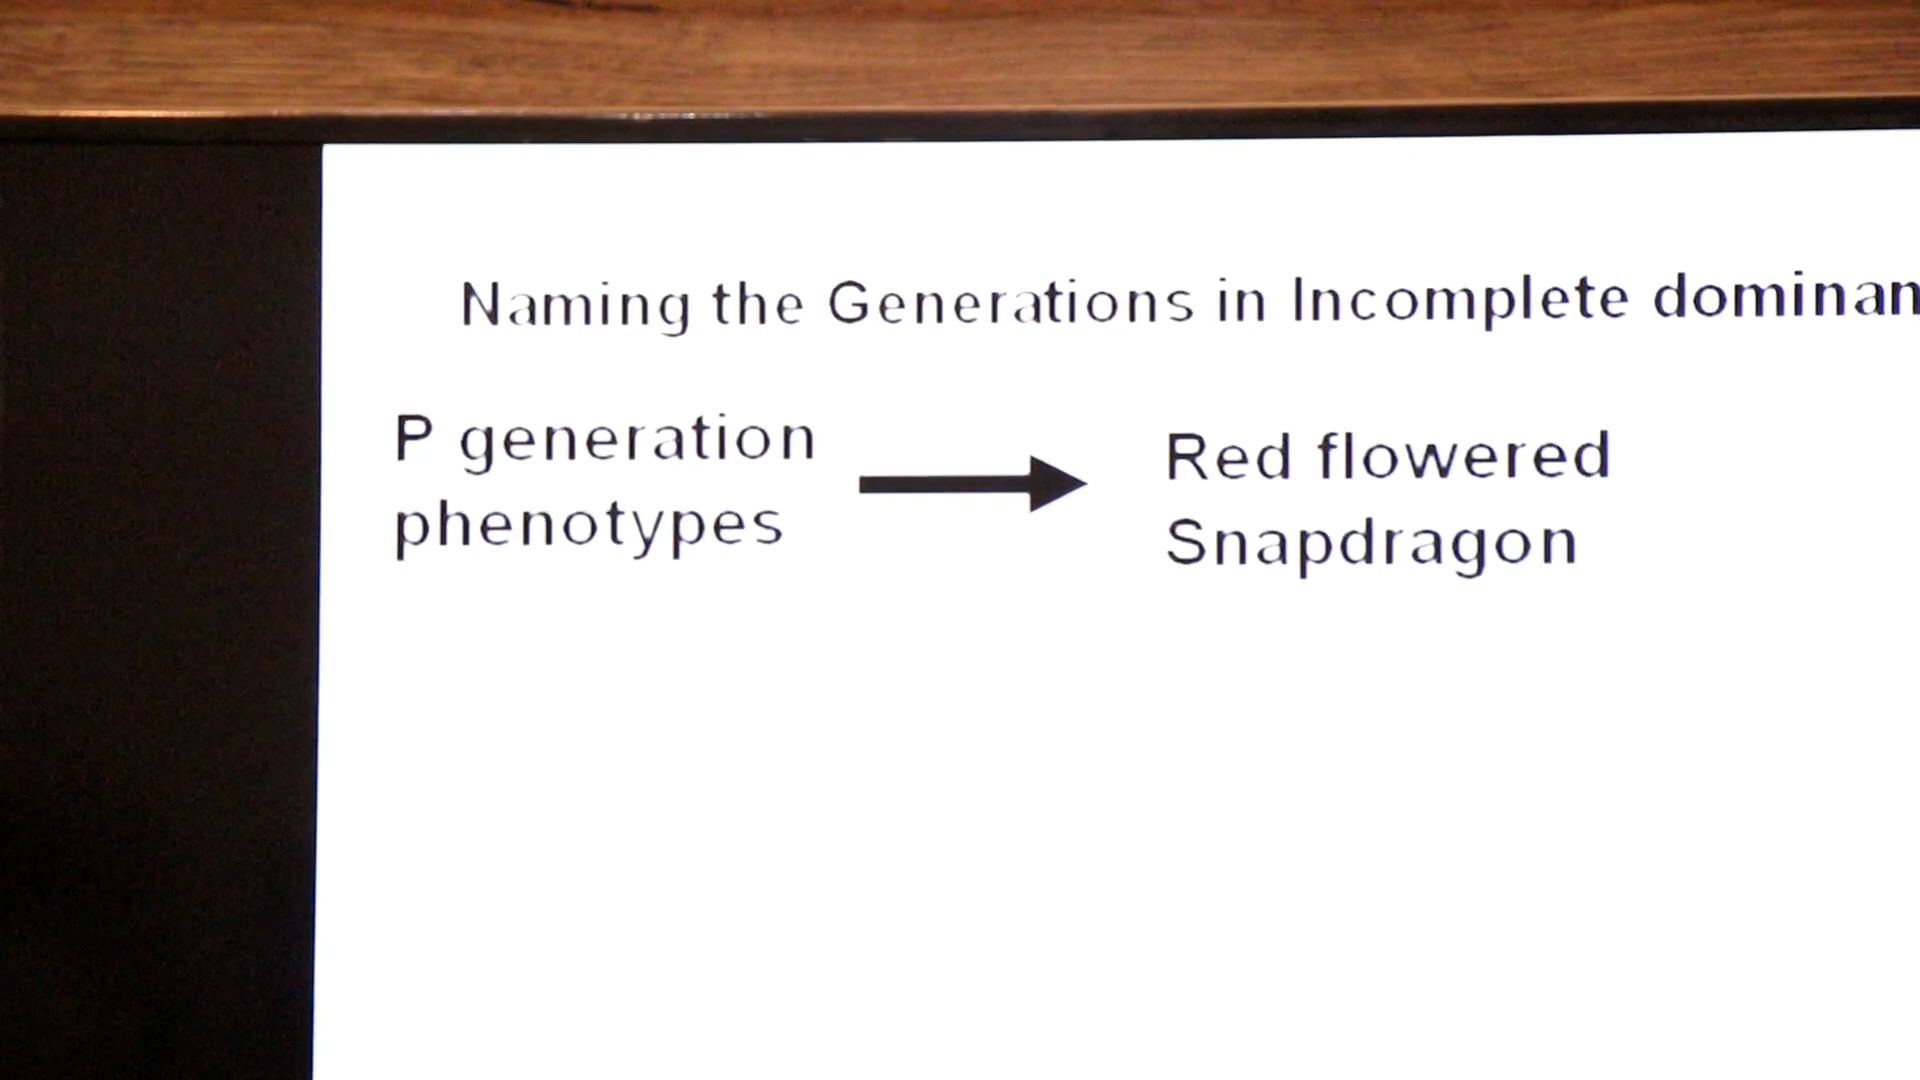 Naming the Generations in Incomplete dominan
P generation
phenotypes
Red flowered
Snapdragon